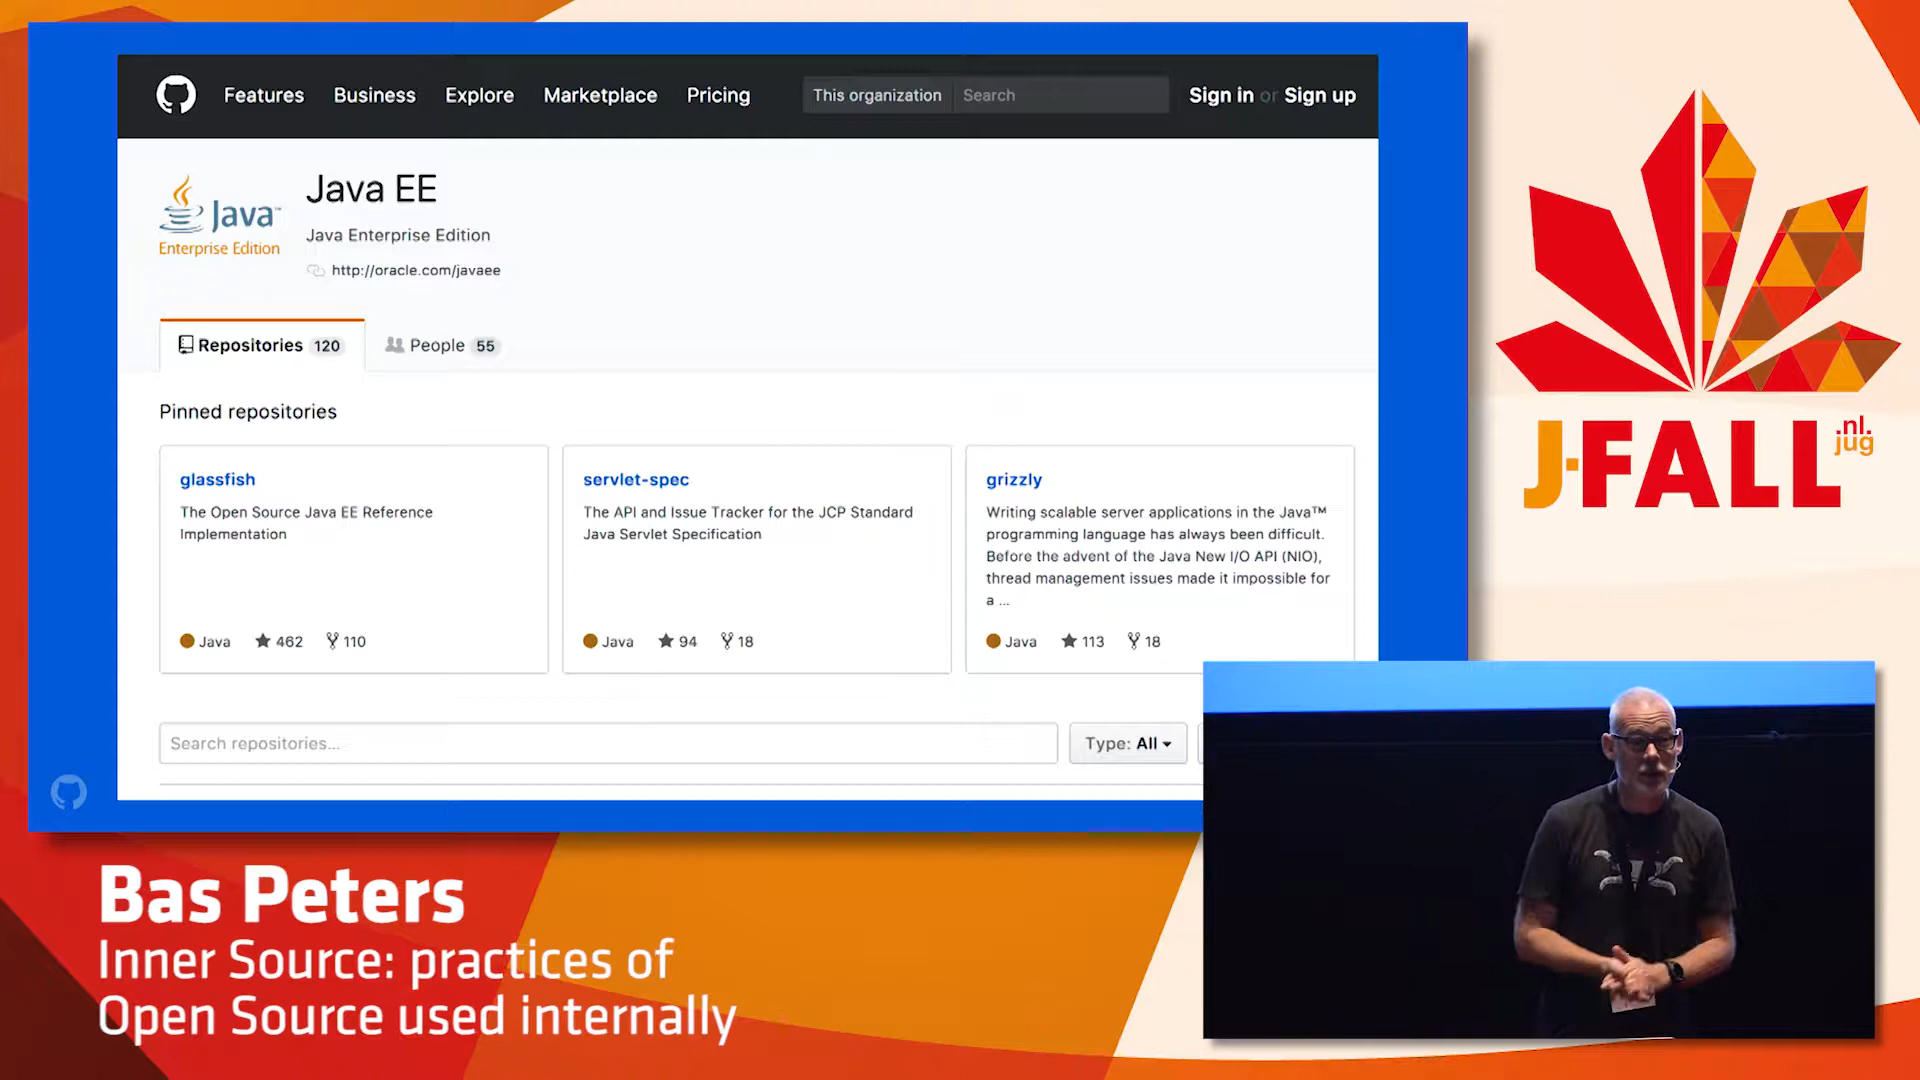 Features Business Explore Marketplace Pricing This organization Search Sign in or Sign up
Java™
Enterprise Edition
Java EE
Java Enterprise Edition
http://oracle.com/javaee
Repositories 120 People 55
Pinned repositories
glassfish
The Open Source Java EE Reference
Implementation
Java 462 110
servlet-spec
The API and Issue Tracker for the JCP Standard
Java Servlet Specification
Java 94 18
grizzly
Writing scalable server applications in the Java™
programming language has always been difficult.
Before the advent of the Java New I/O API (NIO),
thread management issues made it impossible for
a ...
Java 113 18
Search repositories... Type: All
J-FALL
.nl.
jug
Bas Peters
Inner Source: practices of
Open Source used internally